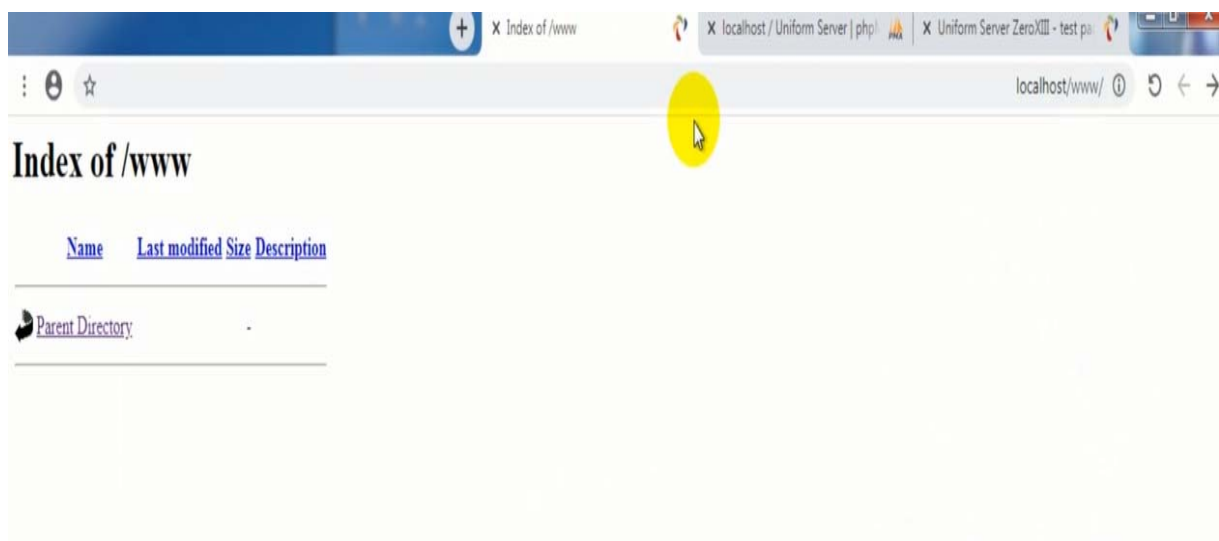 Index of /www
localhost / Uniform Server | php
PMA
Uniform Server ZeroXIII - test pa
localhost/www/
Index of /www
Name Last modified Size Description
Parent Directory -